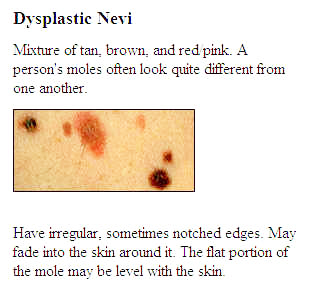 Dysplastic Nevi
Mixture of tan, brown, and red/pink. A
person's moles often look quite different from
one another.
Have irregular, sometimes notched edges. May
fade into the skin around it. The flat portion of
the mole may be level with the skin.